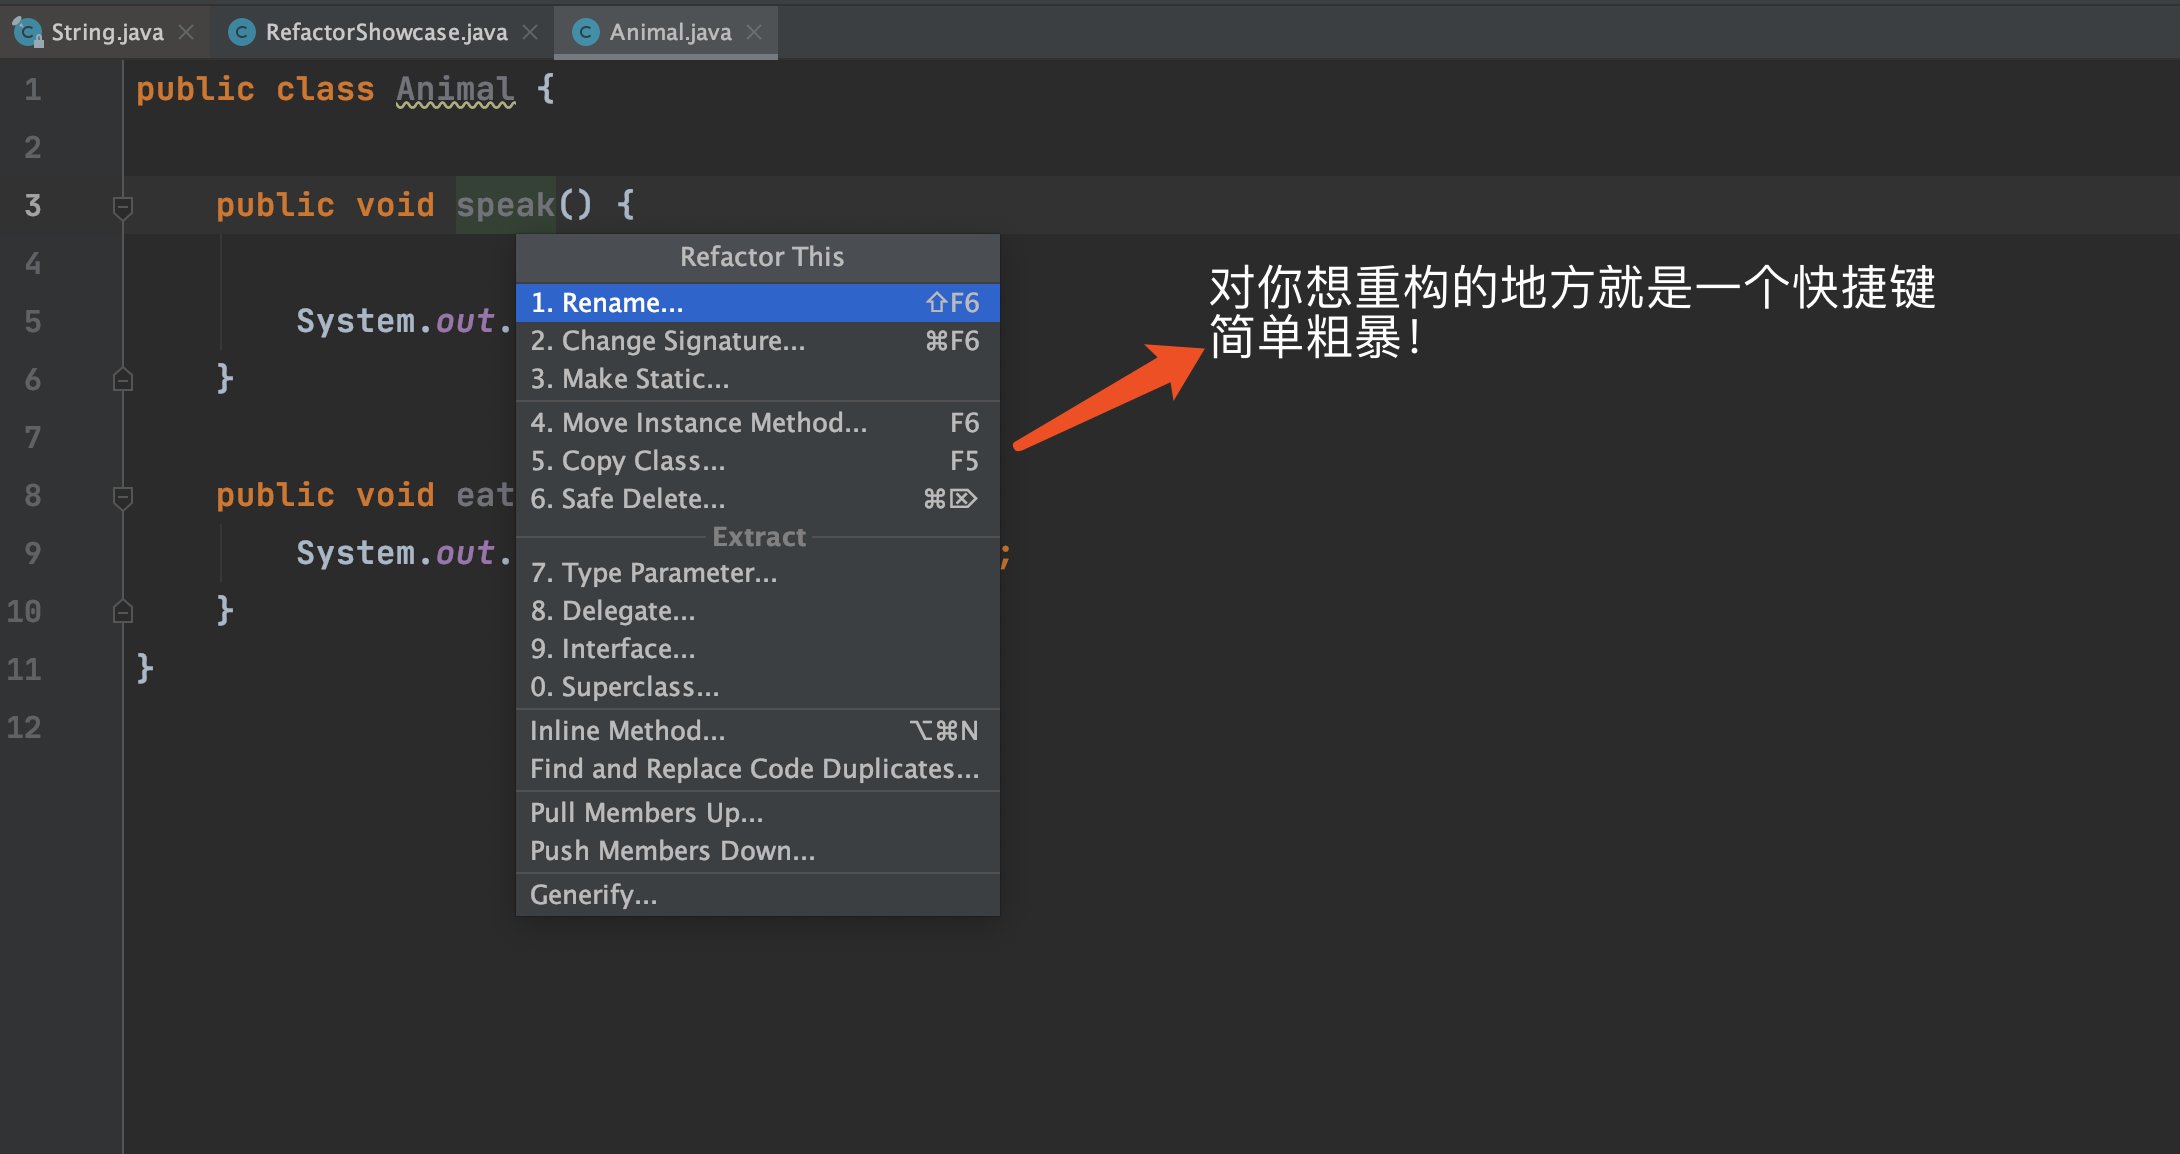 String.java
RefactorShowcase.java
Animal.java
1 public class Animal {
2
3 public void speak() {
4
5 System.out.
6 }
7
8 public void eat
9 System.out. ;
10 }
11 }
12
Refactor This
1. Rename... ⇧F6
2. Change Signature... ⌘F6
3. Make Static...
4. Move Instance Method... F6
5. Copy Class... F5
6. Safe Delete... ⌘⌦
Extract
7. Type Parameter...
8. Delegate...
9. Interface...
0. Superclass...
Inline Method... ⌥⌘N
Find and Replace Code Duplicates...
Pull Members Up...
Push Members Down...
Generify...
对你想重构的地方就是一个快捷键
简单粗暴！